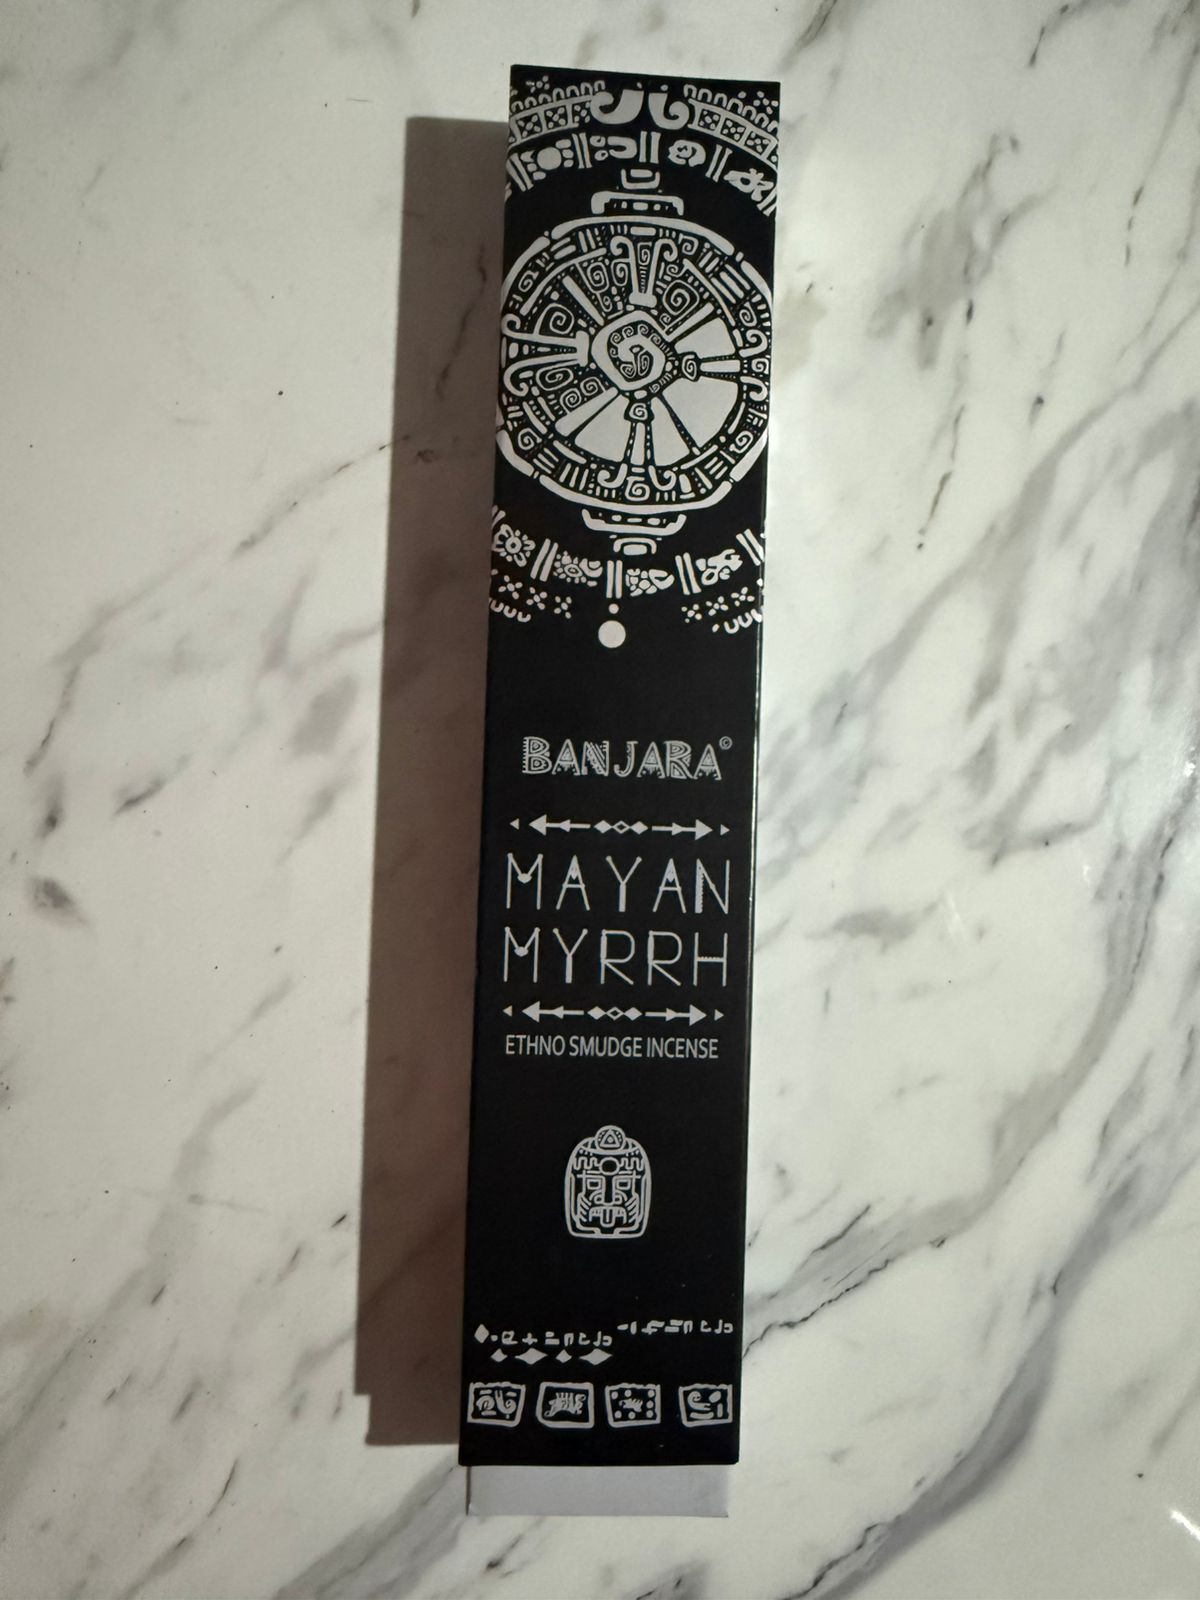 BANJARA©
MAYAN
MYRRH
ETHNO SMUDGE INCENSE